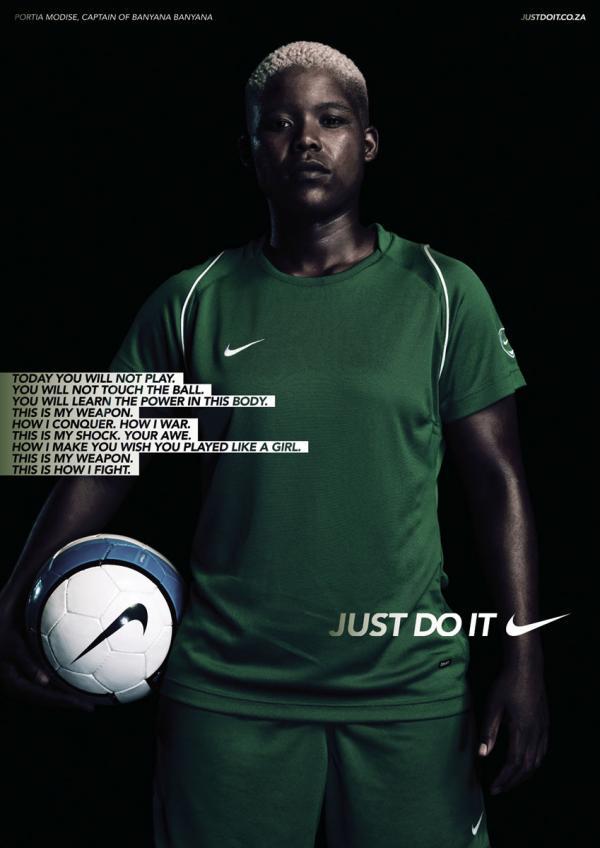 PORTIA MODISE, CAPTAIN OF BANYANA BANYANA
JUSTDOIT.CO.ZA
TODAY YOU WILL NOT PLAY.
YOU WILL NOT TOUCH THE BALL.
YOU WILL LEARN THE POWER IN THIS BODY.
THIS IS MY WEAPON.
HOW I CONQUER. HOW I WAR.
THIS IS MY SHOCK. YOUR AWE.
HOW I MAKE YOU WISH YOU PLAYED LIKE A GIRL.
THIS IS MY WEAPON.
THIS IS HOW I FIGHT.
JUST DO IT